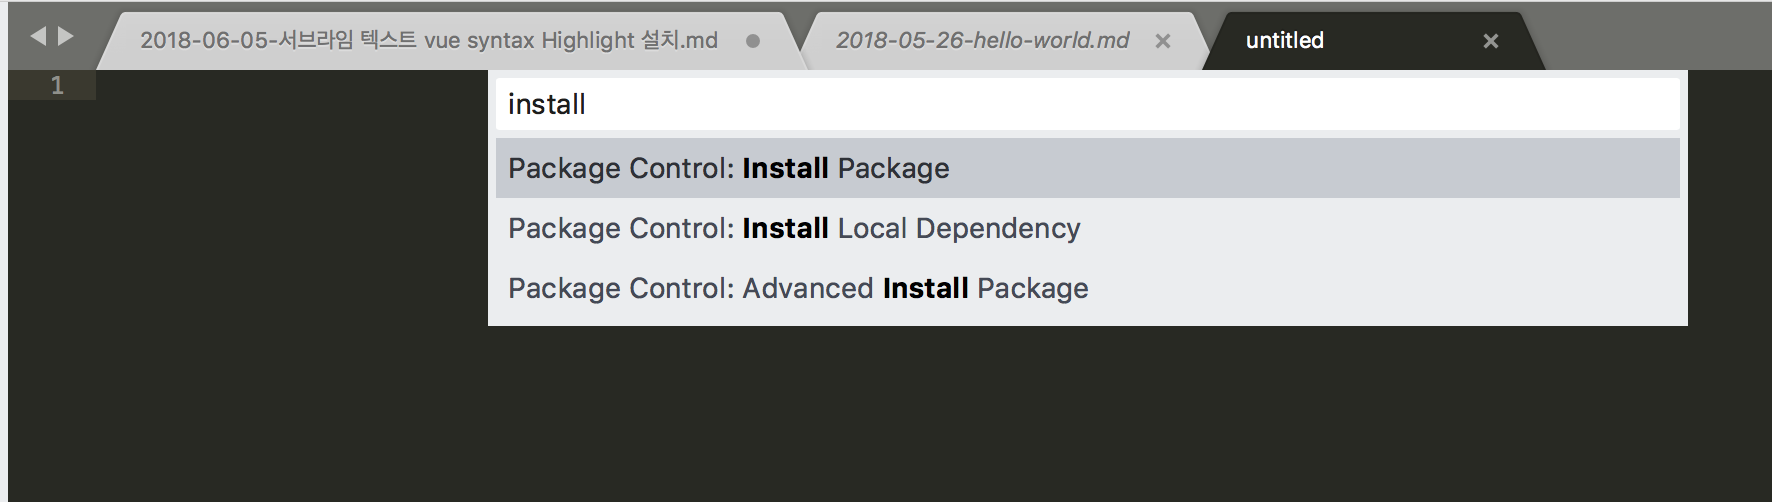 2018-06-05-서브라임 텍스트 vue syntax Highlight 설치.md
2018-05-26-hello-world.md
untitled
1
install
Package Control: Install Package
Package Control: Install Local Dependency
Package Control: Advanced Install Package